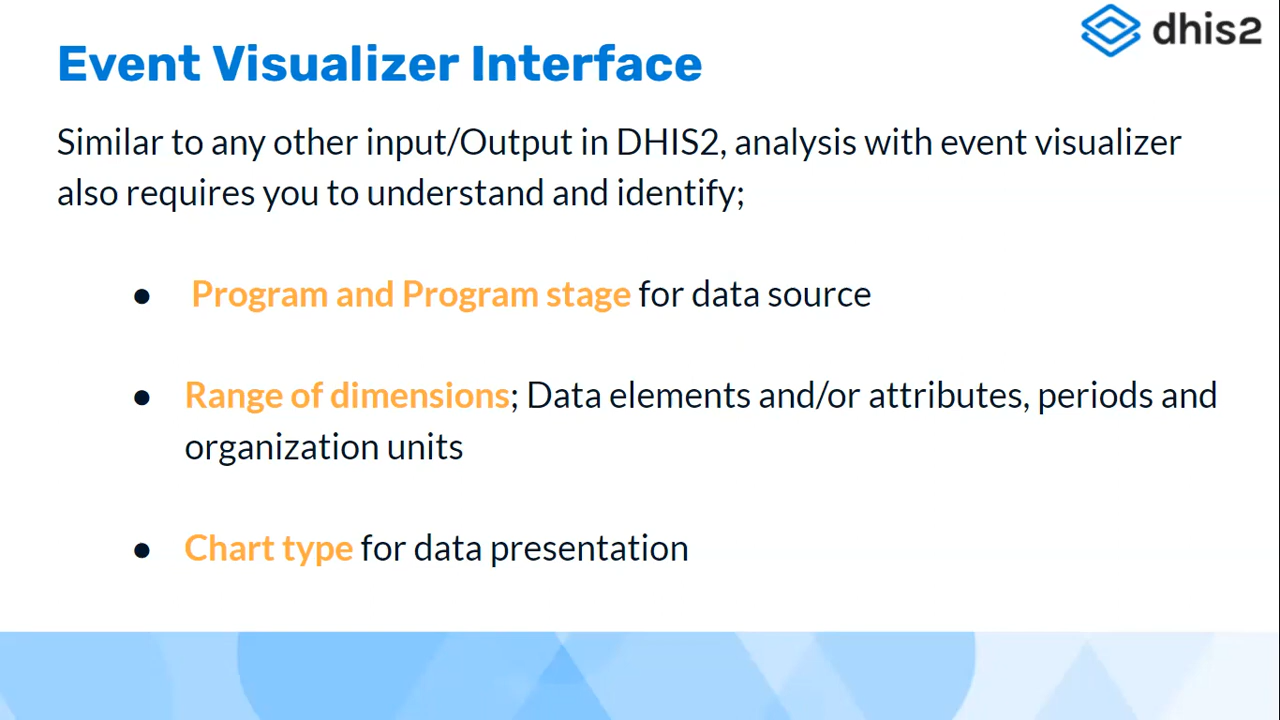 dhis2
Event Visualizer Interface
Similar to any other input/Output in DHIS2, analysis with event visualizer
also requires you to understand and identify;
● Program and Program stage for data source
● Range of dimensions; Data elements and/or attributes, periods and
organization units
● Chart type for data presentation